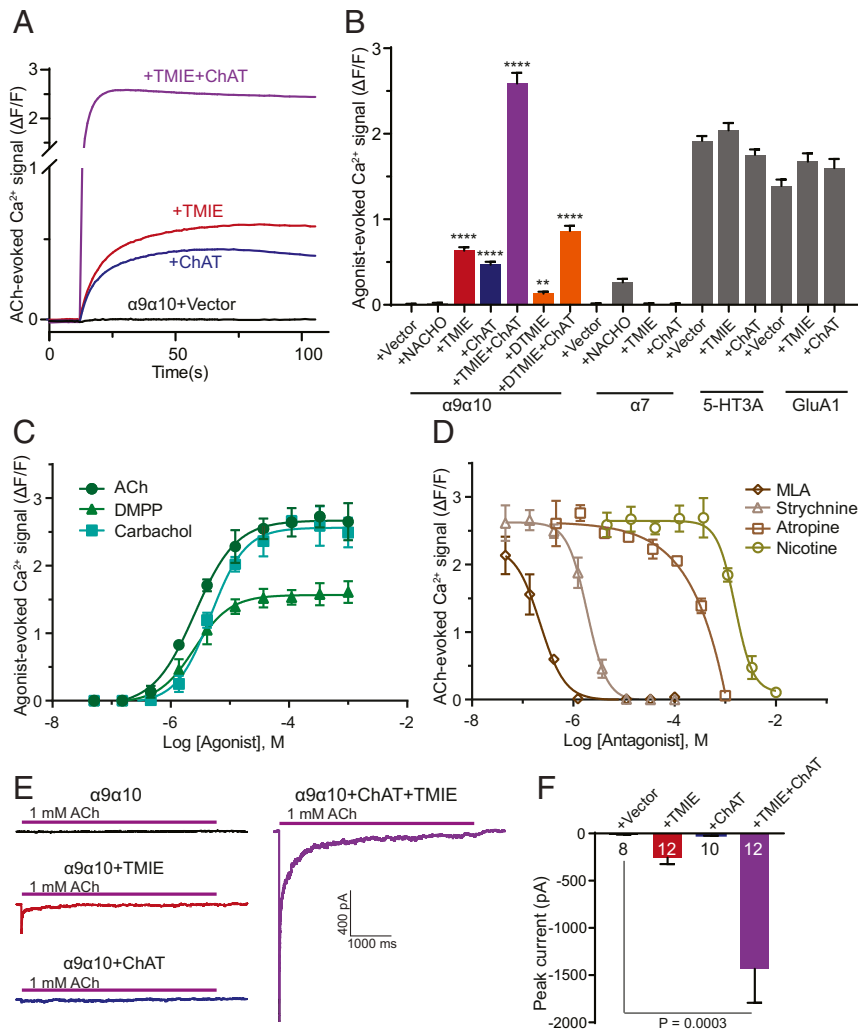 A
ACh-evoked Ca²⁺ signal (ΔF/F)
3
2
1
0
0
50
100
Time(s)
+TMIE+ChAT
+TMIE
+ChAT
α9α10+Vector
B
Agonist-evoked Ca²⁺ signal (ΔF/F)
3
2
1
0
****
****
****
**
****
+Vector
+NACHO
+TMIE
+ChAT
+TMIE+ChAT
+DTMIE
+DTMIE+ChAT
+Vector
+NACHO
+TMIE
+ChAT
+Vector
+TMIE
+ChAT
+Vector
+TMIE
+ChAT
α9α10
α7
5-HT3A
GluA1
C
Agonist-evoked Ca²⁺ signal (ΔF/F)
3
2
1
0
-8
-6
-4
-2
Log [Agonist], M
ACh
DMPP
Carbachol
D
ACh-evoked Ca²⁺ signal (ΔF/F)
3
2
1
0
-8
-6
-4
-2
Log [Antagonist], M
MLA
Strychnine
Atropine
Nicotine
E
α9α10
1 mM ACh
α9α10+TMIE
1 mM ACh
α9α10+ChAT
1 mM ACh
α9α10+ChAT+TMIE
1 mM ACh
400 pA
1000 ms
F
+Vector
+TMIE
+ChAT
+TMIE+ChAT
Peak current (pA)
0
-500
-1000
-1500
-2000
8
12
10
12
P = 0.0003